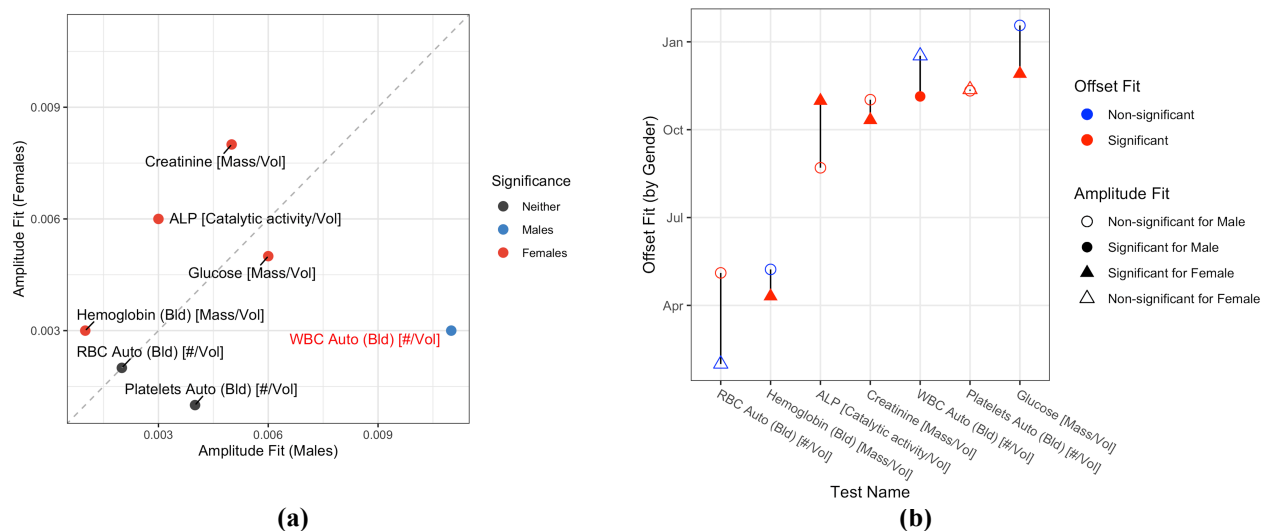 Amplitude Fit (Females)
0.009
0.006
0.003
Creatinine [Mass/Vol]
ALP [Catalytic activity/Vol]
Glucose [Mass/Vol]
Hemoglobin (Bld) [Mass/Vol]
WBC Auto (Bld) [#/Vol]
RBC Auto (Bld) [#/Vol]
Platelets Auto (Bld) [#/Vol]
0.003
0.006
0.009
Amplitude Fit (Males)
Significance
Neither
Males
Females
(a)
Offset Fit (by Gender)
Jan
Oct
Jul
Apr
RBC Auto (Bld) [#/Vol]
Hemoglobin (Bld) [Mass/Vol]
ALP [Catalytic activity/Vol]
Creatinine [Mass/Vol]
WBC Auto (Bld) [#/Vol]
Platelets Auto (Bld) [#/Vol]
Glucose [Mass/Vol]
Test Name
Offset Fit
Non-significant
Significant
Amplitude Fit
Non-significant for Male
Significant for Male
Significant for Female
Non-significant for Female
(b)